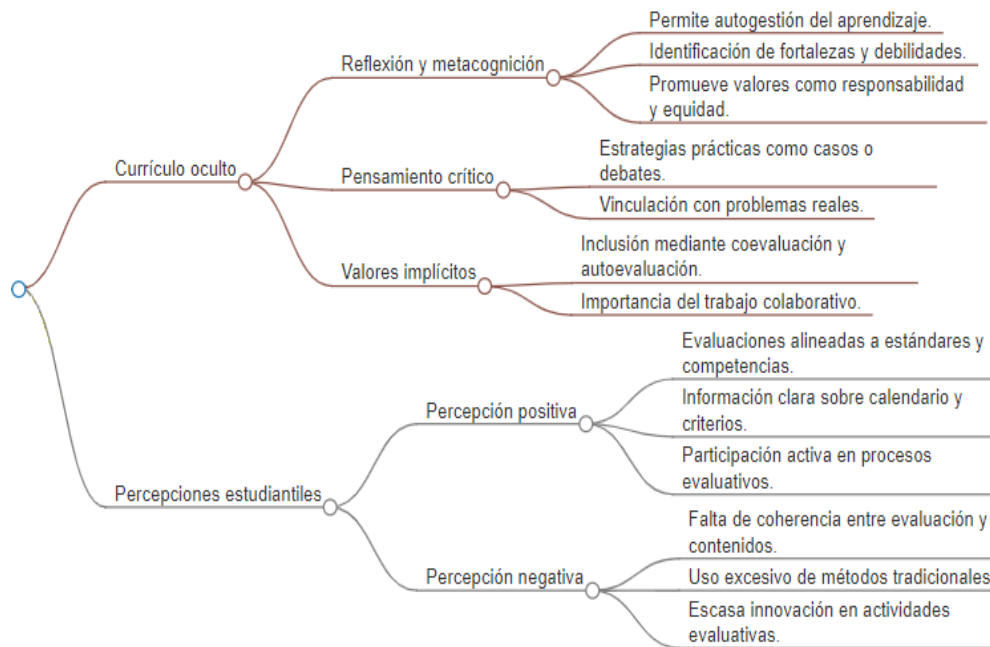 Permite autogestión del aprendizaje.
Reflexión y metacognición
Identificación de fortalezas y debilidades.
Promueve valores como responsabilidad
y equidad.
Currículo oculto
Estrategias prácticas como casos o
debates.
Pensamiento crítico
Vinculación con problemas reales.
Inclusión mediante coevaluación y
autoevaluación.
Valores implícitos
Importancia del trabajo colaborativo.
Evaluaciones alineadas a estándares y
competencias.
Percepción positiva
Información clara sobre calendario y
criterios.
Participación activa en procesos
evaluativos.
Percepciones estudiantiles
Falta de coherencia entre evaluación y
contenidos.
Percepción negativa
Uso excesivo de métodos tradicionales
Escasa innovación en actividades
evaluativas.